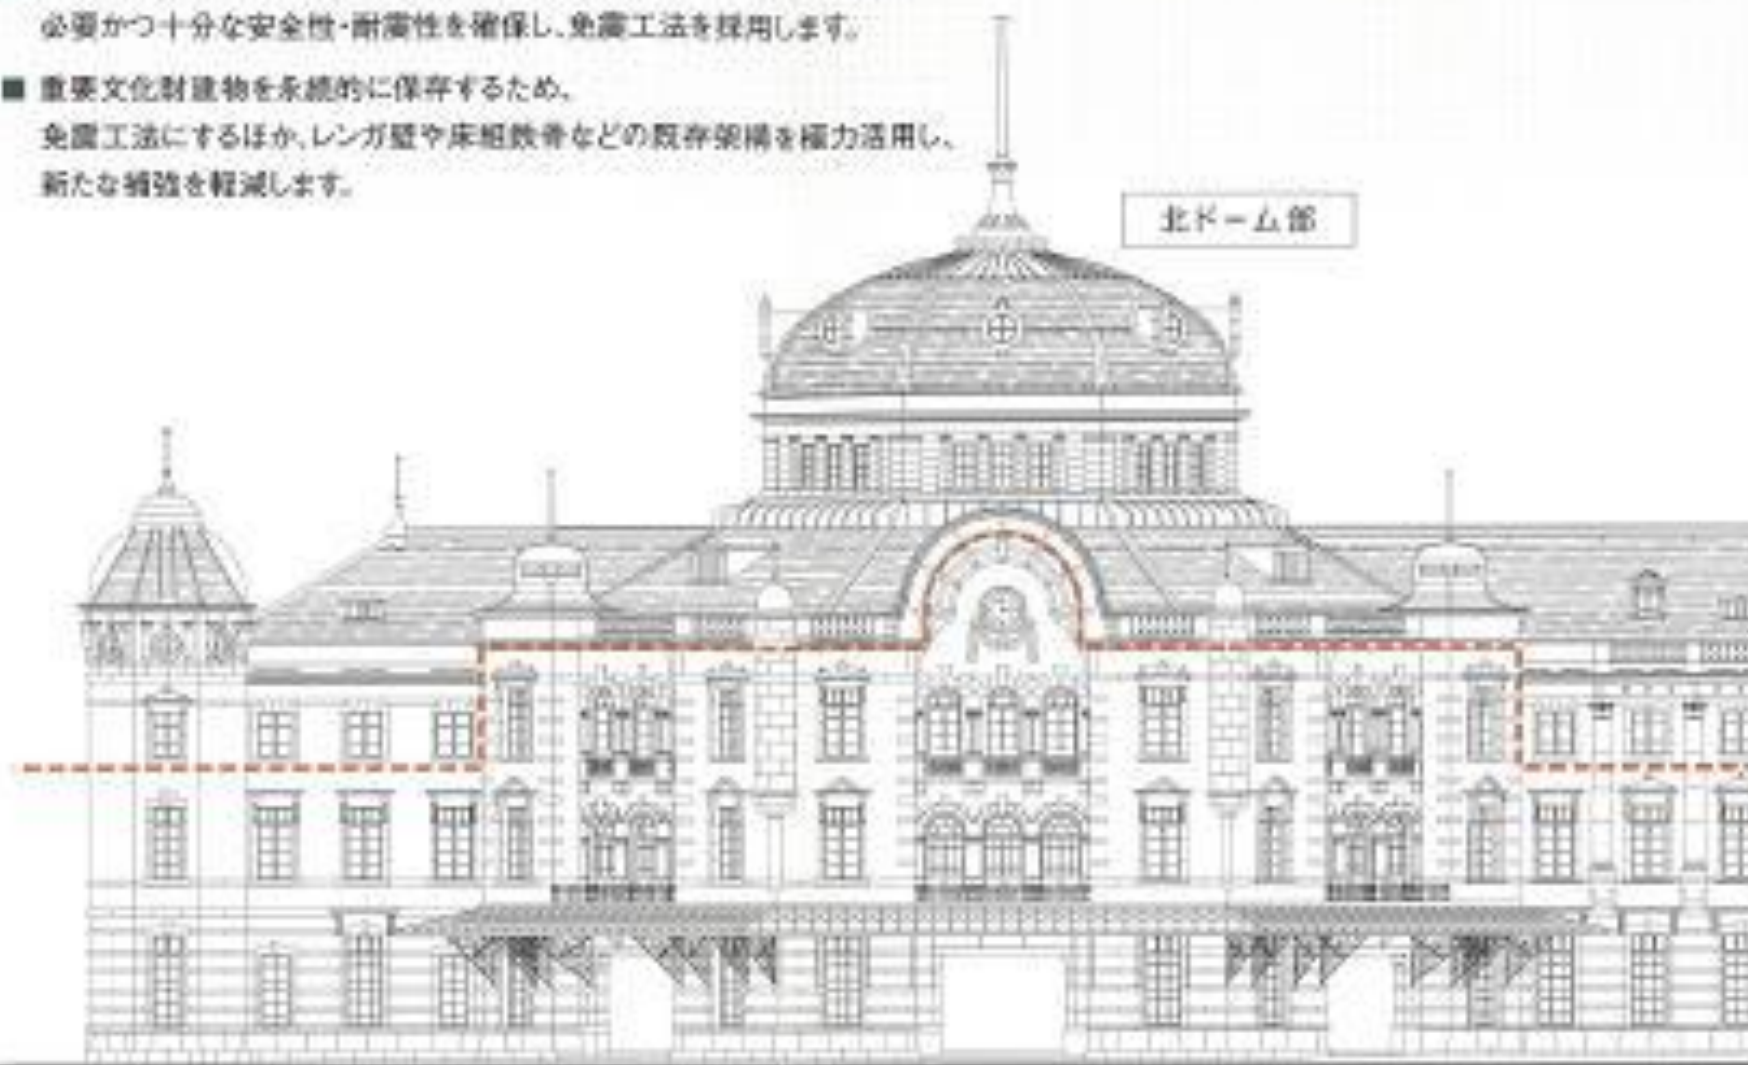 必要かつ十分な安全性・耐震性を確保し、免震工法を採用します。
■ 重要文化財建物を永続的に保存するため、
免震工法にするほか、レンガ壁や床組鉄骨などの既存架構を極力活用し、
新たな補強を軽減します。
北ドーム部